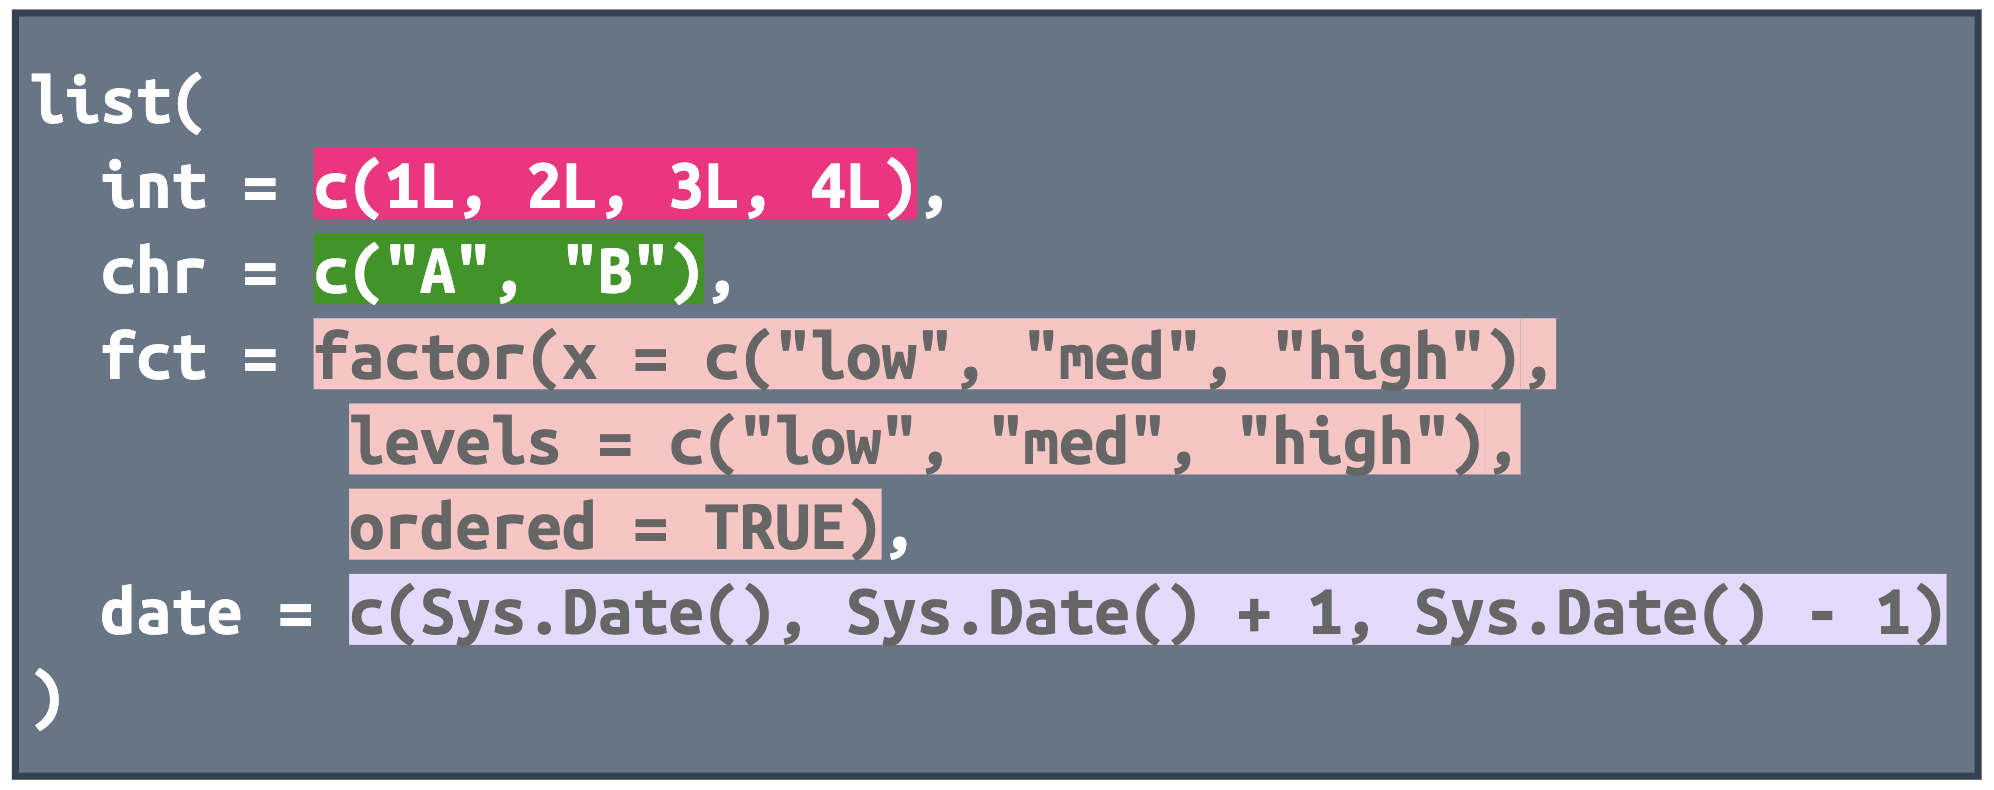 list(
  int = c(1L, 2L, 3L, 4L),
  chr = c("A", "B"),
  fct = factor(x = c("low", "med", "high"),
         levels = c("low", "med", "high"),
         ordered = TRUE),
  date = c(Sys.Date(), Sys.Date() + 1, Sys.Date() - 1)
)